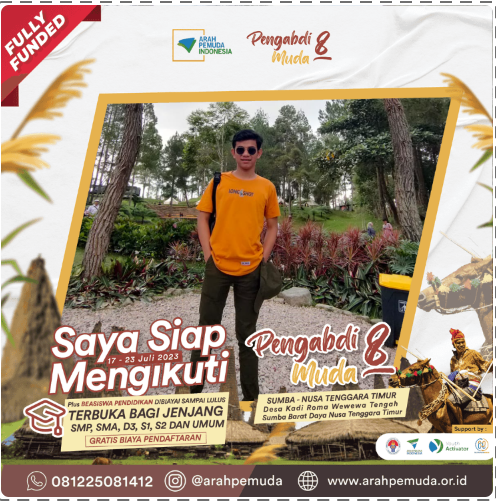 FULLY
FUNDED
ARAH
PEMUDA
INDONESIA
Pengabdi 8
Muda
Saya Siap
17 - 23 Juli 2023
Mengikuti
Plus BEASISWA PENDIDIKAN DIBIAYAI SAMPAI LULUS
TERBUKA BAGI JENJANG
SMP, SMA, D3, S1, S2 DAN UMUM
GRATIS BIAYA PENDAFTARAN
Pengabdi 8
Muda
SUMBA - NUSA TENGGARA TIMUR
Desa Kadi Roma Wewewa Tengah
Sumba Barat Daya Nusa Tenggara Timur
Support by :
Activator
081225081412
@arahpemuda
www.arahpemuda.or.id